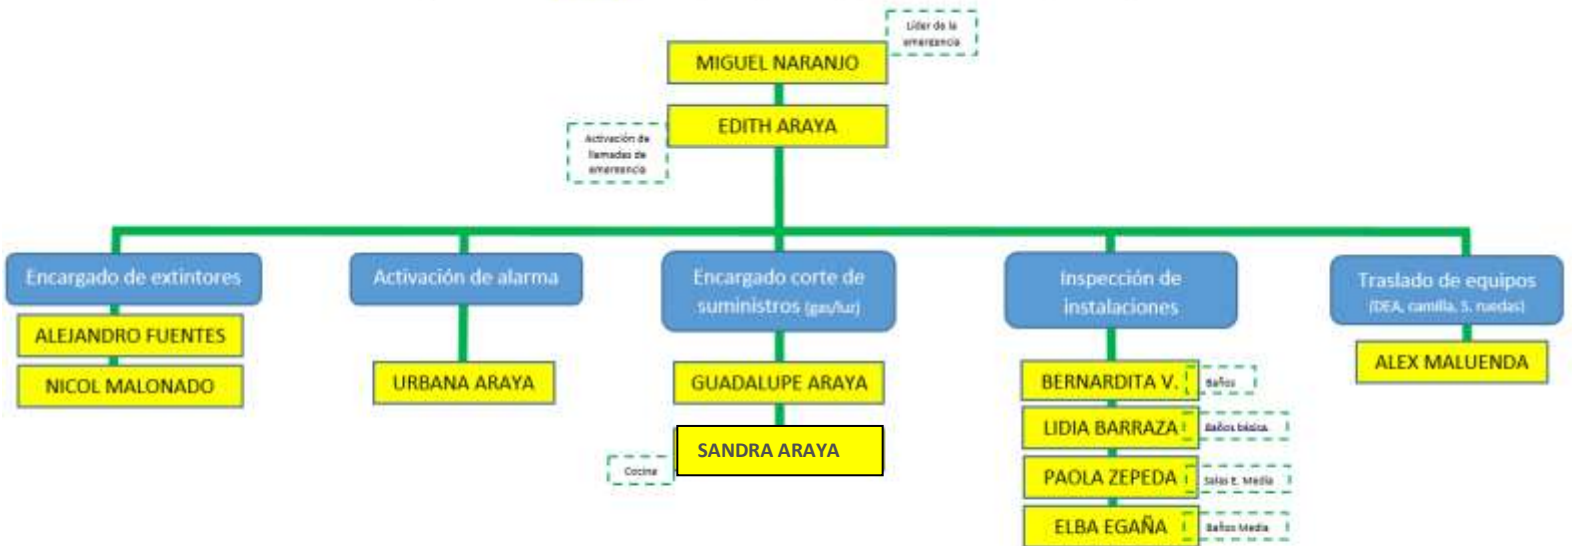 Líder de la
emergencia
MIGUEL NARANJO
EDITH ARAYA
Activación de
llamadas de
emergencia
Encargado de extintores
ALEJANDRO FUENTES
NICOL MALONADO
Activación de alarma
URBANA ARAYA
Encargado corte de
suministros (gas/luz)
GUADALUPE ARAYA
SANDRA ARAYA
Cocina
Inspección de
instalaciones
BERNARDITA V.
Baños
LIDIA BARRAZA
Baños básica
PAOLA ZEPEDA
Salas E. Media
ELBA EGAÑA
Baños Media
Traslado de equipos
(DEA, camilla, S. ruedas)
ALEX MALUENDA